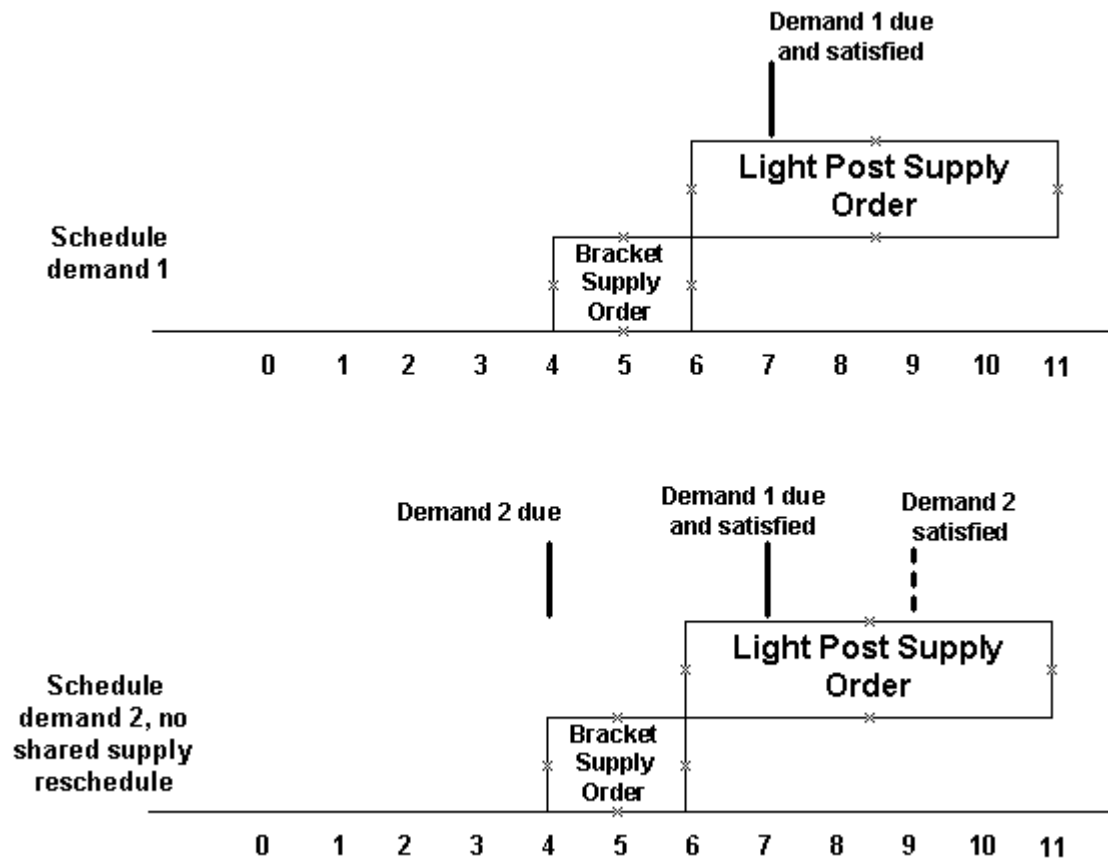 Demand 1 due
and satisfied
Light Post Supply
Order
Schedule
demand 1
Bracket
Supply
Order
0 1 2 3 4 5 6 7 8 9 10 11
Demand 2 due
Demand 1 due
and satisfied
Demand 2
satisfied
Light Post Supply
Order
Schedule
demand 2, no
shared supply
reschedule
Bracket
Supply
Order
0 1 2 3 4 5 6 7 8 9 10 11